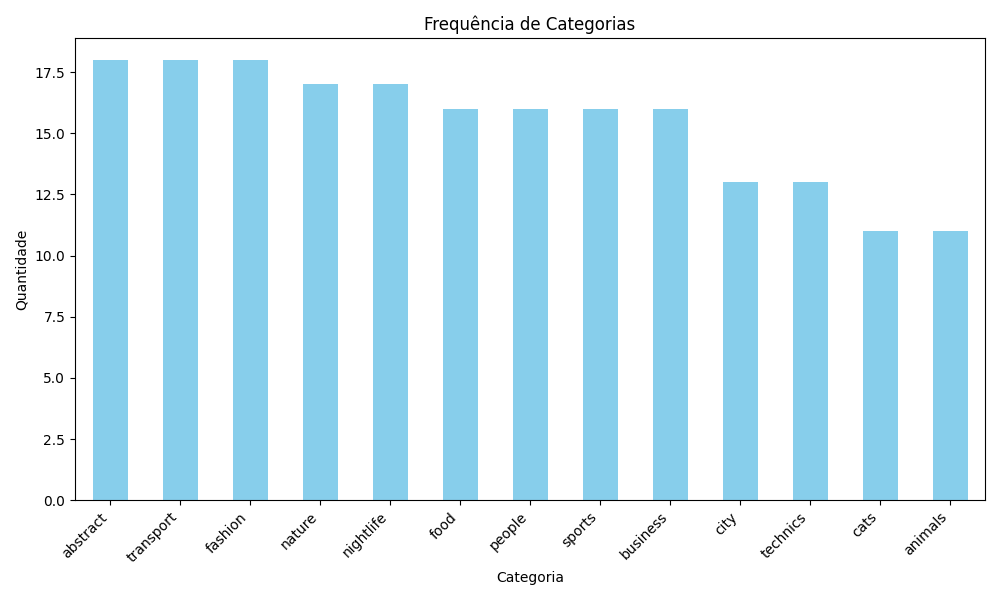 Frequência de Categorias
Quantidade
17.5
15.0
12.5
10.0
7.5
5.0
2.5
0.0
abstract
transport
fashion
nature
nightlife
food
people
sports
business
city
technics
cats
animals
Categoria